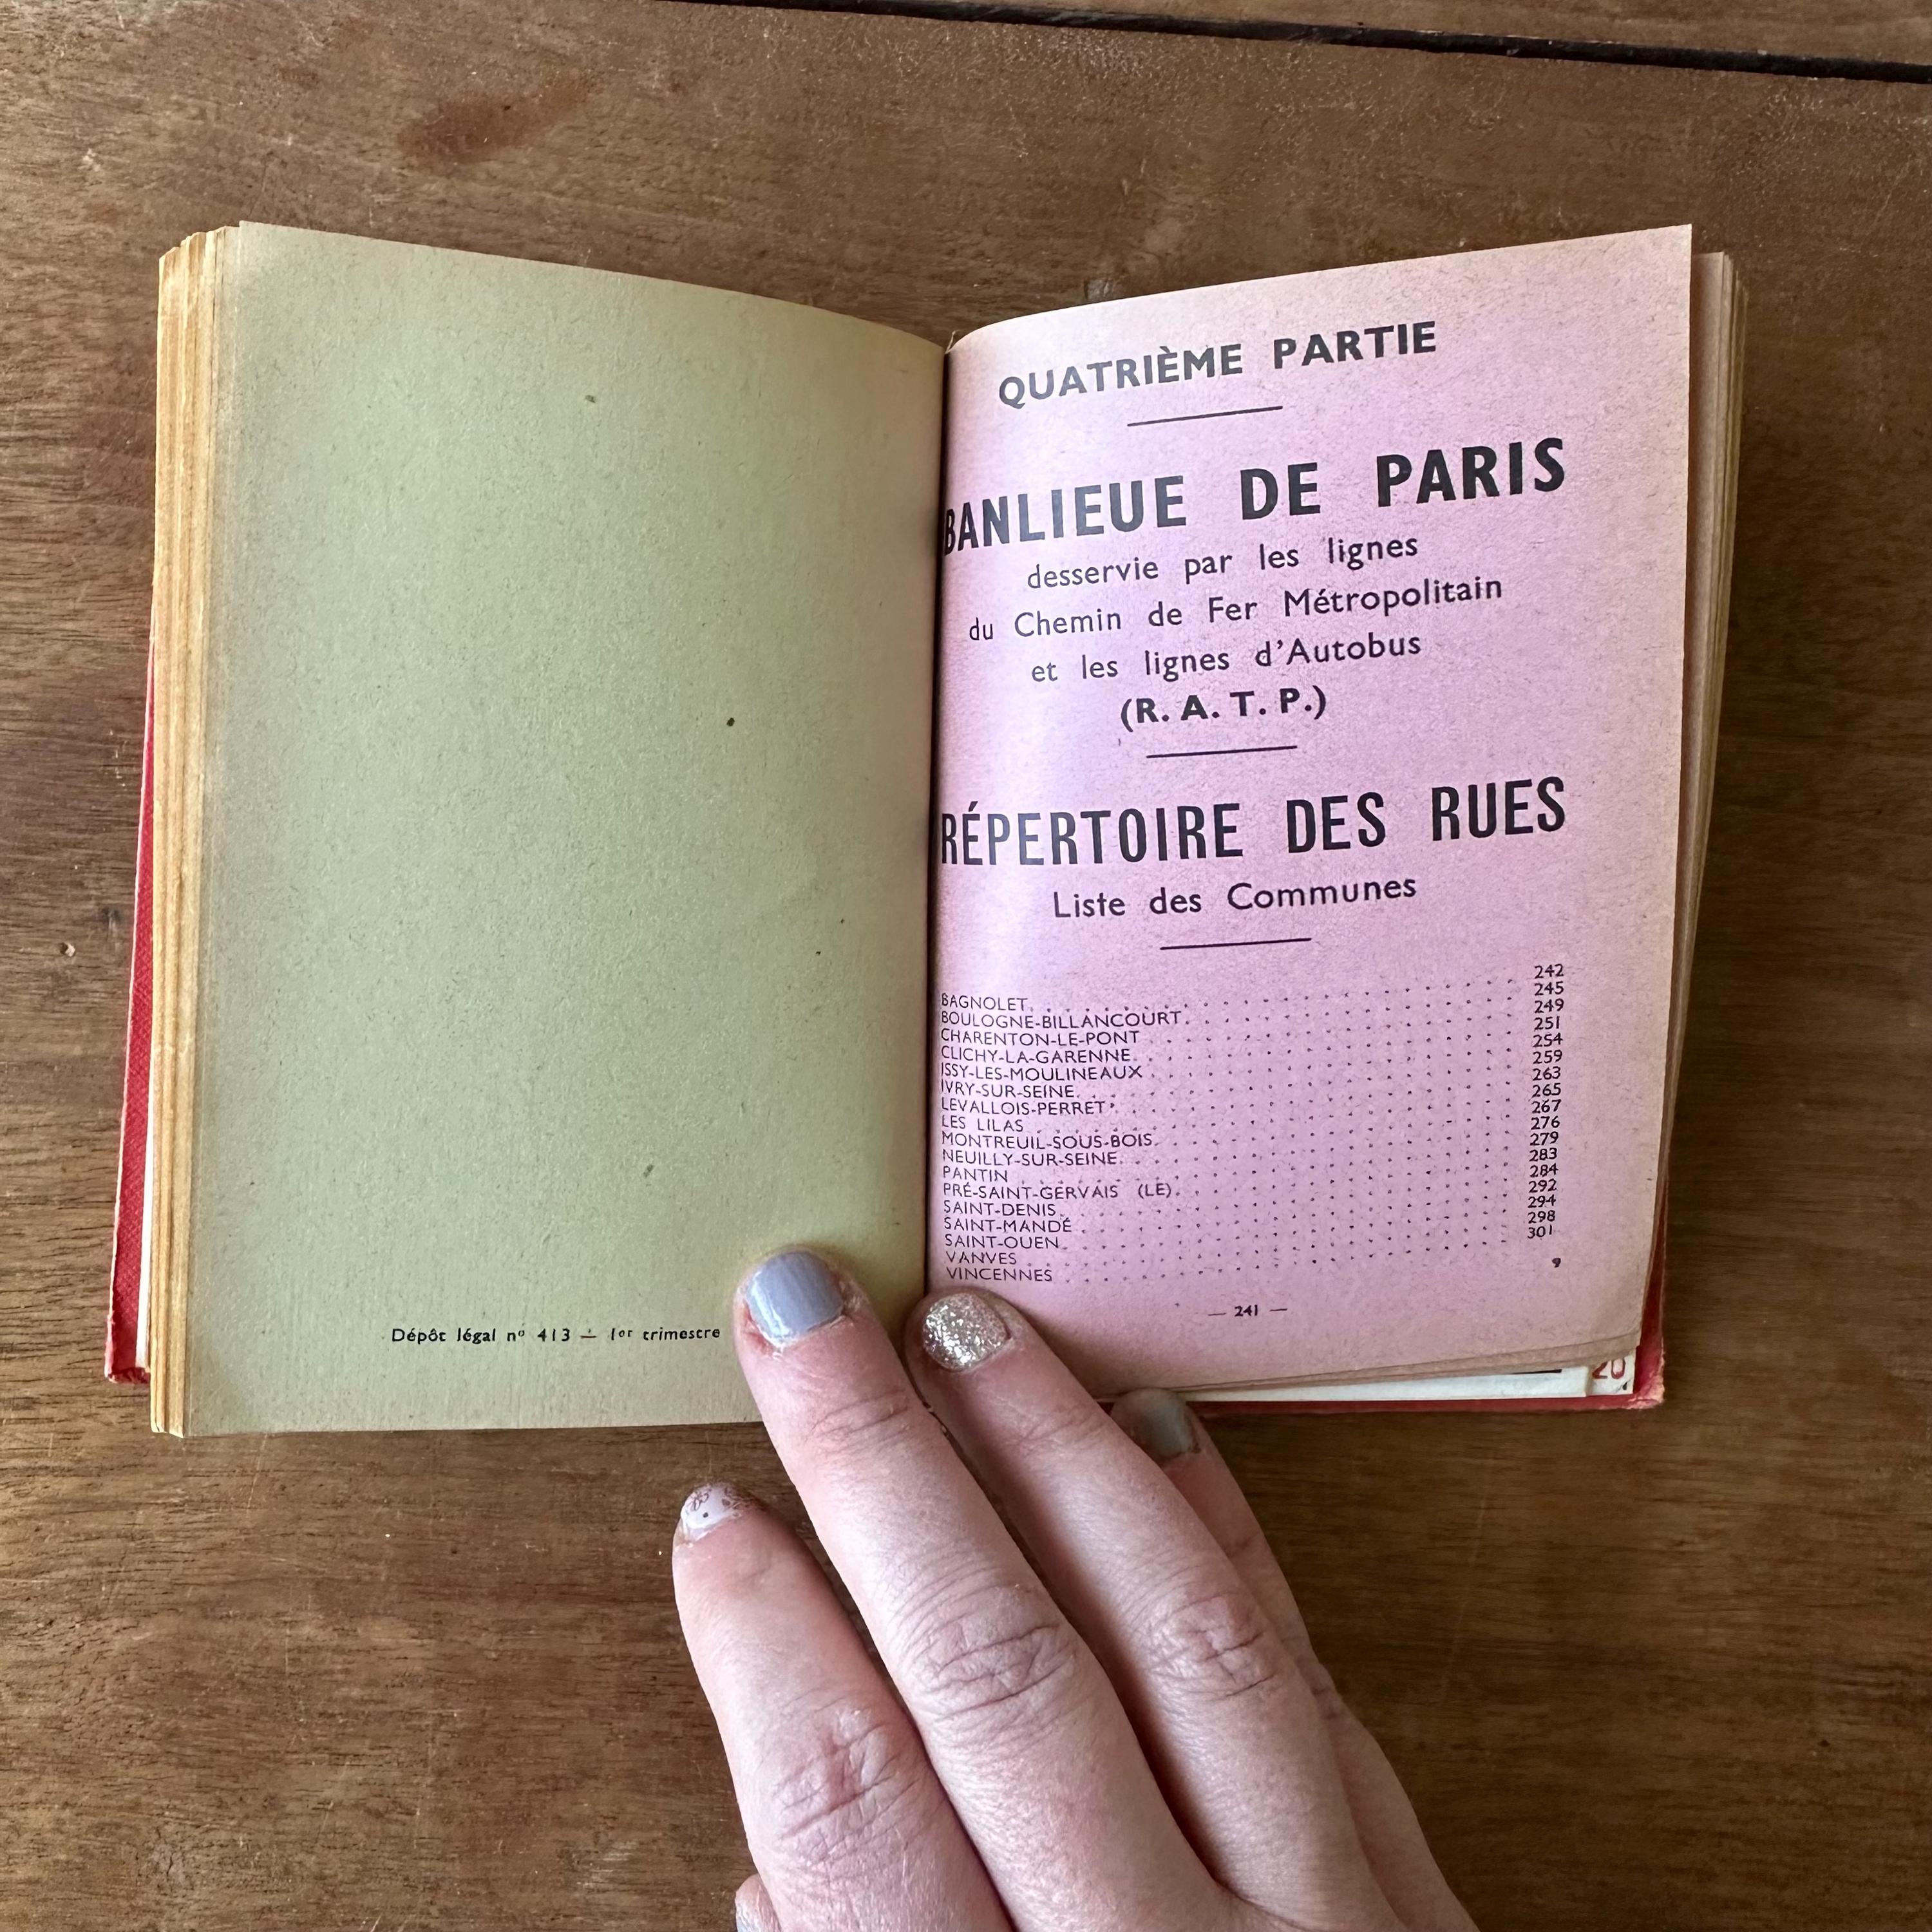 QUATRIÈME PARTIE
BANLIEUE DE PARIS
desservie par les lignes
du Chemin de Fer Métropolitain
et les lignes d'Autobus
(R. A. T. P.)
RÉPERTOIRE DES RUES
Liste des Communes
BAGNOLET 242
BOULOGNE-BILLANCOURT 245
CHARENTON-LE-PONT 249
CLICHY-LA-GARENNE 251
ISSY-LES-MOULINEAUX 254
IVRY-SUR-SEINE 259
LEVALLOIS-PERRET 263
LES LILAS 265
MONTREUIL-SOUS-BOIS 267
NEUILLY-SUR-SEINE 276
PANTIN 279
PRÉ-SAINT-GERVAIS (LE) 283
SAINT-DENIS 284
SAINT-MANDÉ 292
SAINT-OUEN 294
VANVES 298
VINCENNES 301
9
— 241 —
Dépôt légal nº 413 — 1er trimestre
20